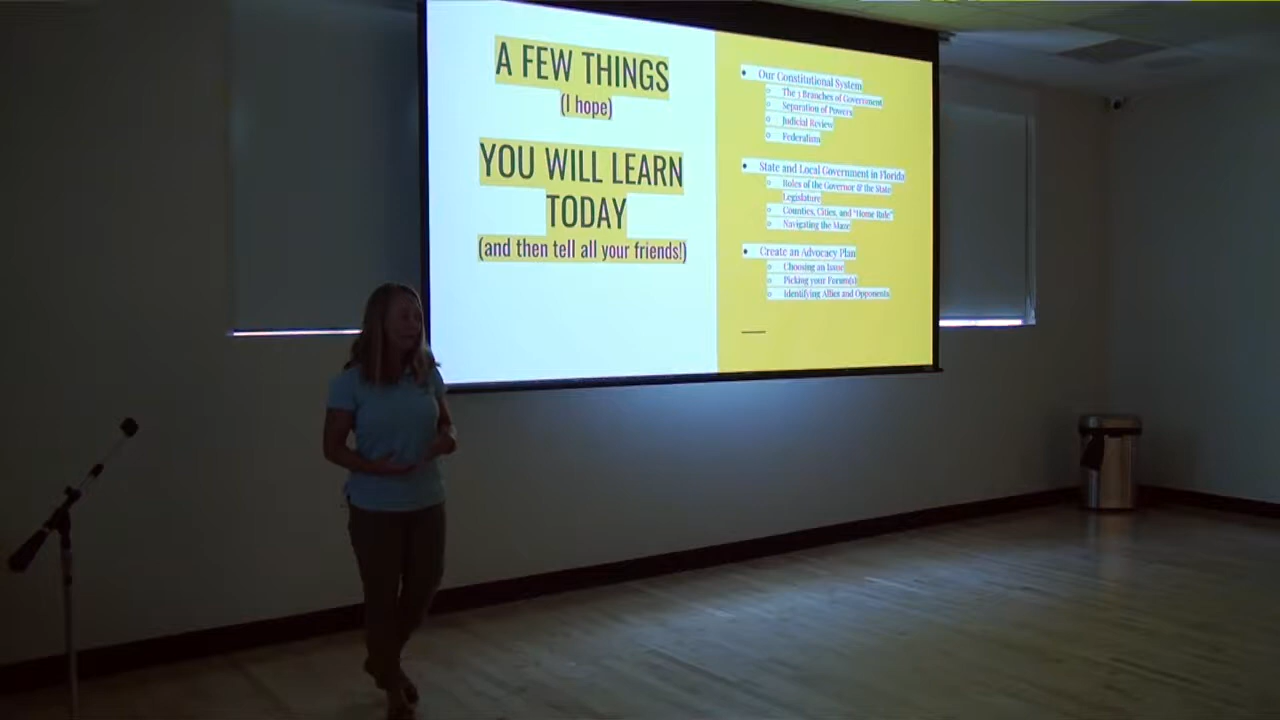 A FEW THINGS
(I hope)
YOU WILL LEARN
TODAY
(and then tell all your friends!)
Our Constitutional System
The 3 Branches of Government
Separation of Powers
Judicial Review
Federalism
State and Local Government in Florida
Roles of the Governor & the State
Legislature
Counties, Cities, and "Home Rule"
Navigating the Maze
Create an Advocacy Plan
Choosing an Issue
Picking your Forum(s)
Identifying Allies and Opponents